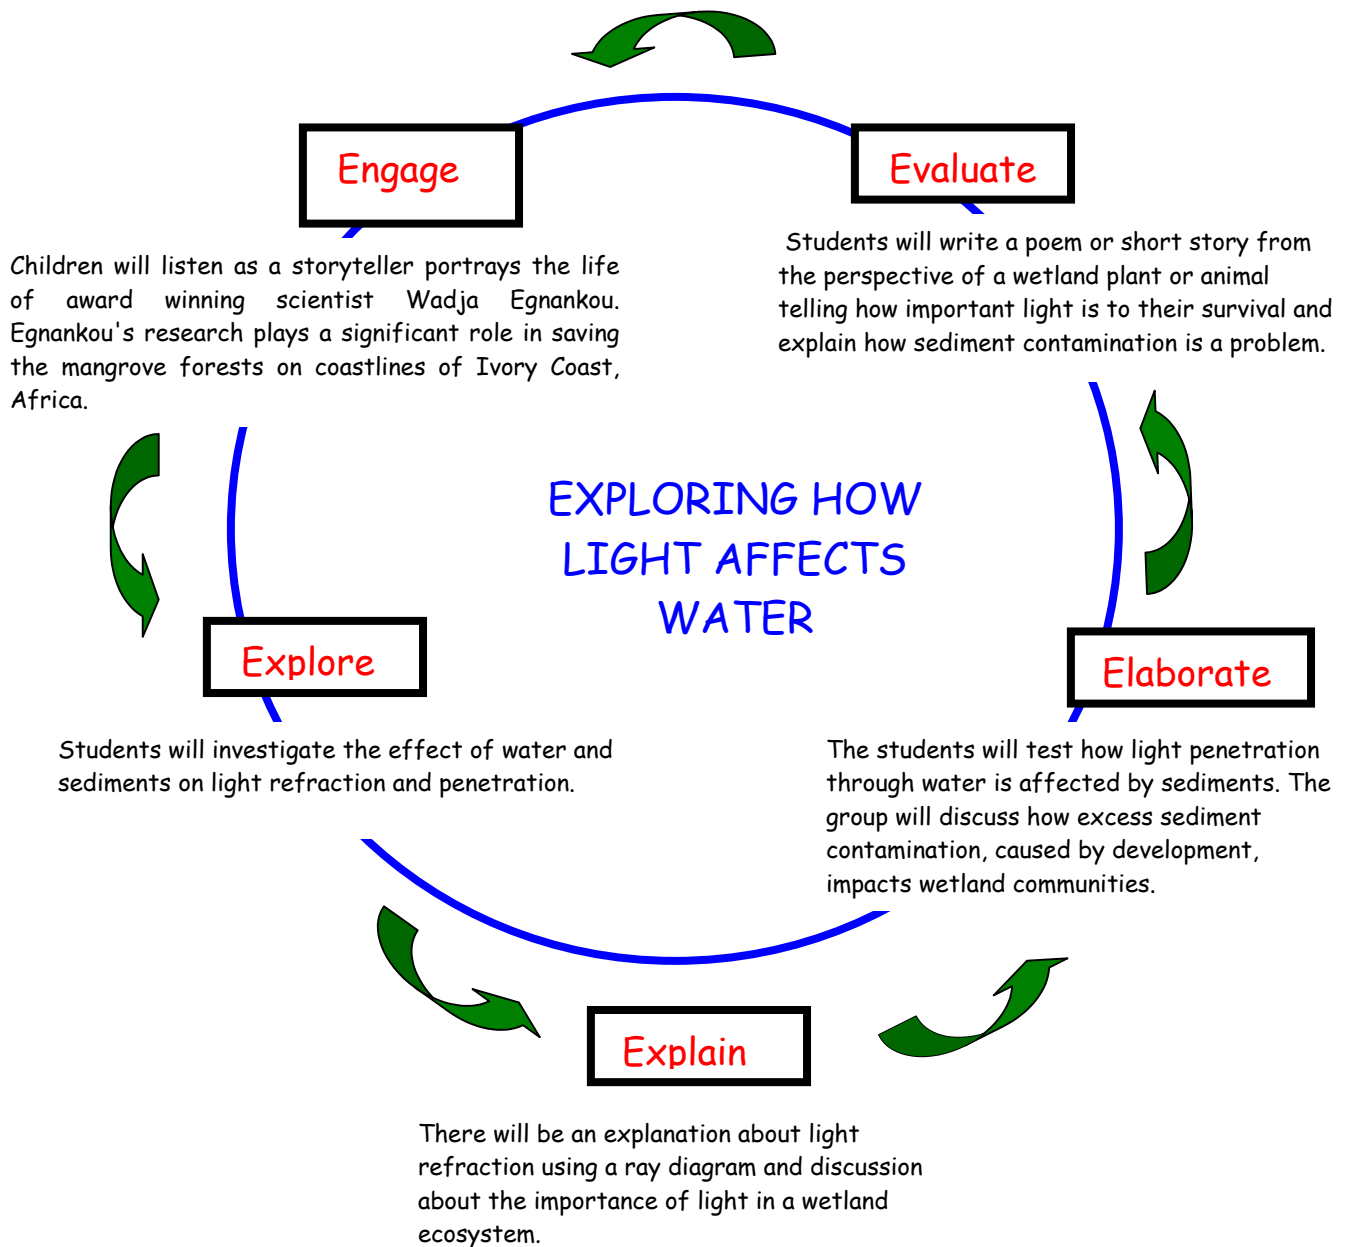 Engage
Children will listen as a storyteller portrays the life
of award winning scientist Wadja Egnankou.
Egnankou's research plays a significant role in saving
the mangrove forests on coastlines of Ivory Coast,
Africa.
Evaluate
Students will write a poem or short story from
the perspective of a wetland plant or animal
telling how important light is to their survival and
explain how sediment contamination is a problem.
EXPLORING HOW
LIGHT AFFECTS
WATER
Explore
Students will investigate the effect of water and
sediments on light refraction and penetration.
Elaborate
The students will test how light penetration
through water is affected by sediments. The
group will discuss how excess sediment
contamination, caused by development,
impacts wetland communities.
Explain
There will be an explanation about light
refraction using a ray diagram and discussion
about the importance of light in a wetland
ecosystem.